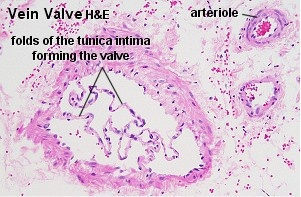 Vein Valve H&E
arteriole
folds of the tunica intima
forming the valve